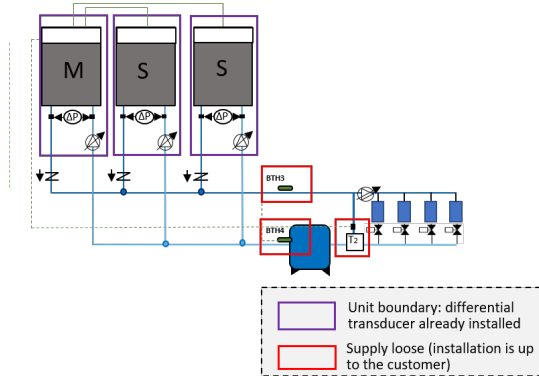 M
S
S
ΔP
ΔP
ΔP
BTH3
BTH4
T2
Unit boundary: differential
transducer already installed
Supply loose (installation is up
to the customer)